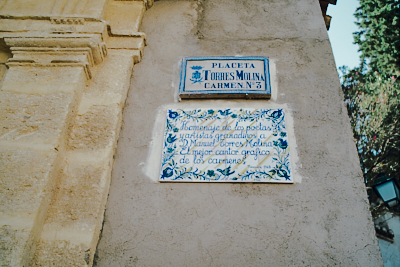 PLACETA
TORRES MOLINA
CARMEN Nº 3
Homenaje de los poetas
y artistas granadinos a
D. Manuel Torres Molina
El mejor cantor gráfico
de los carmenes